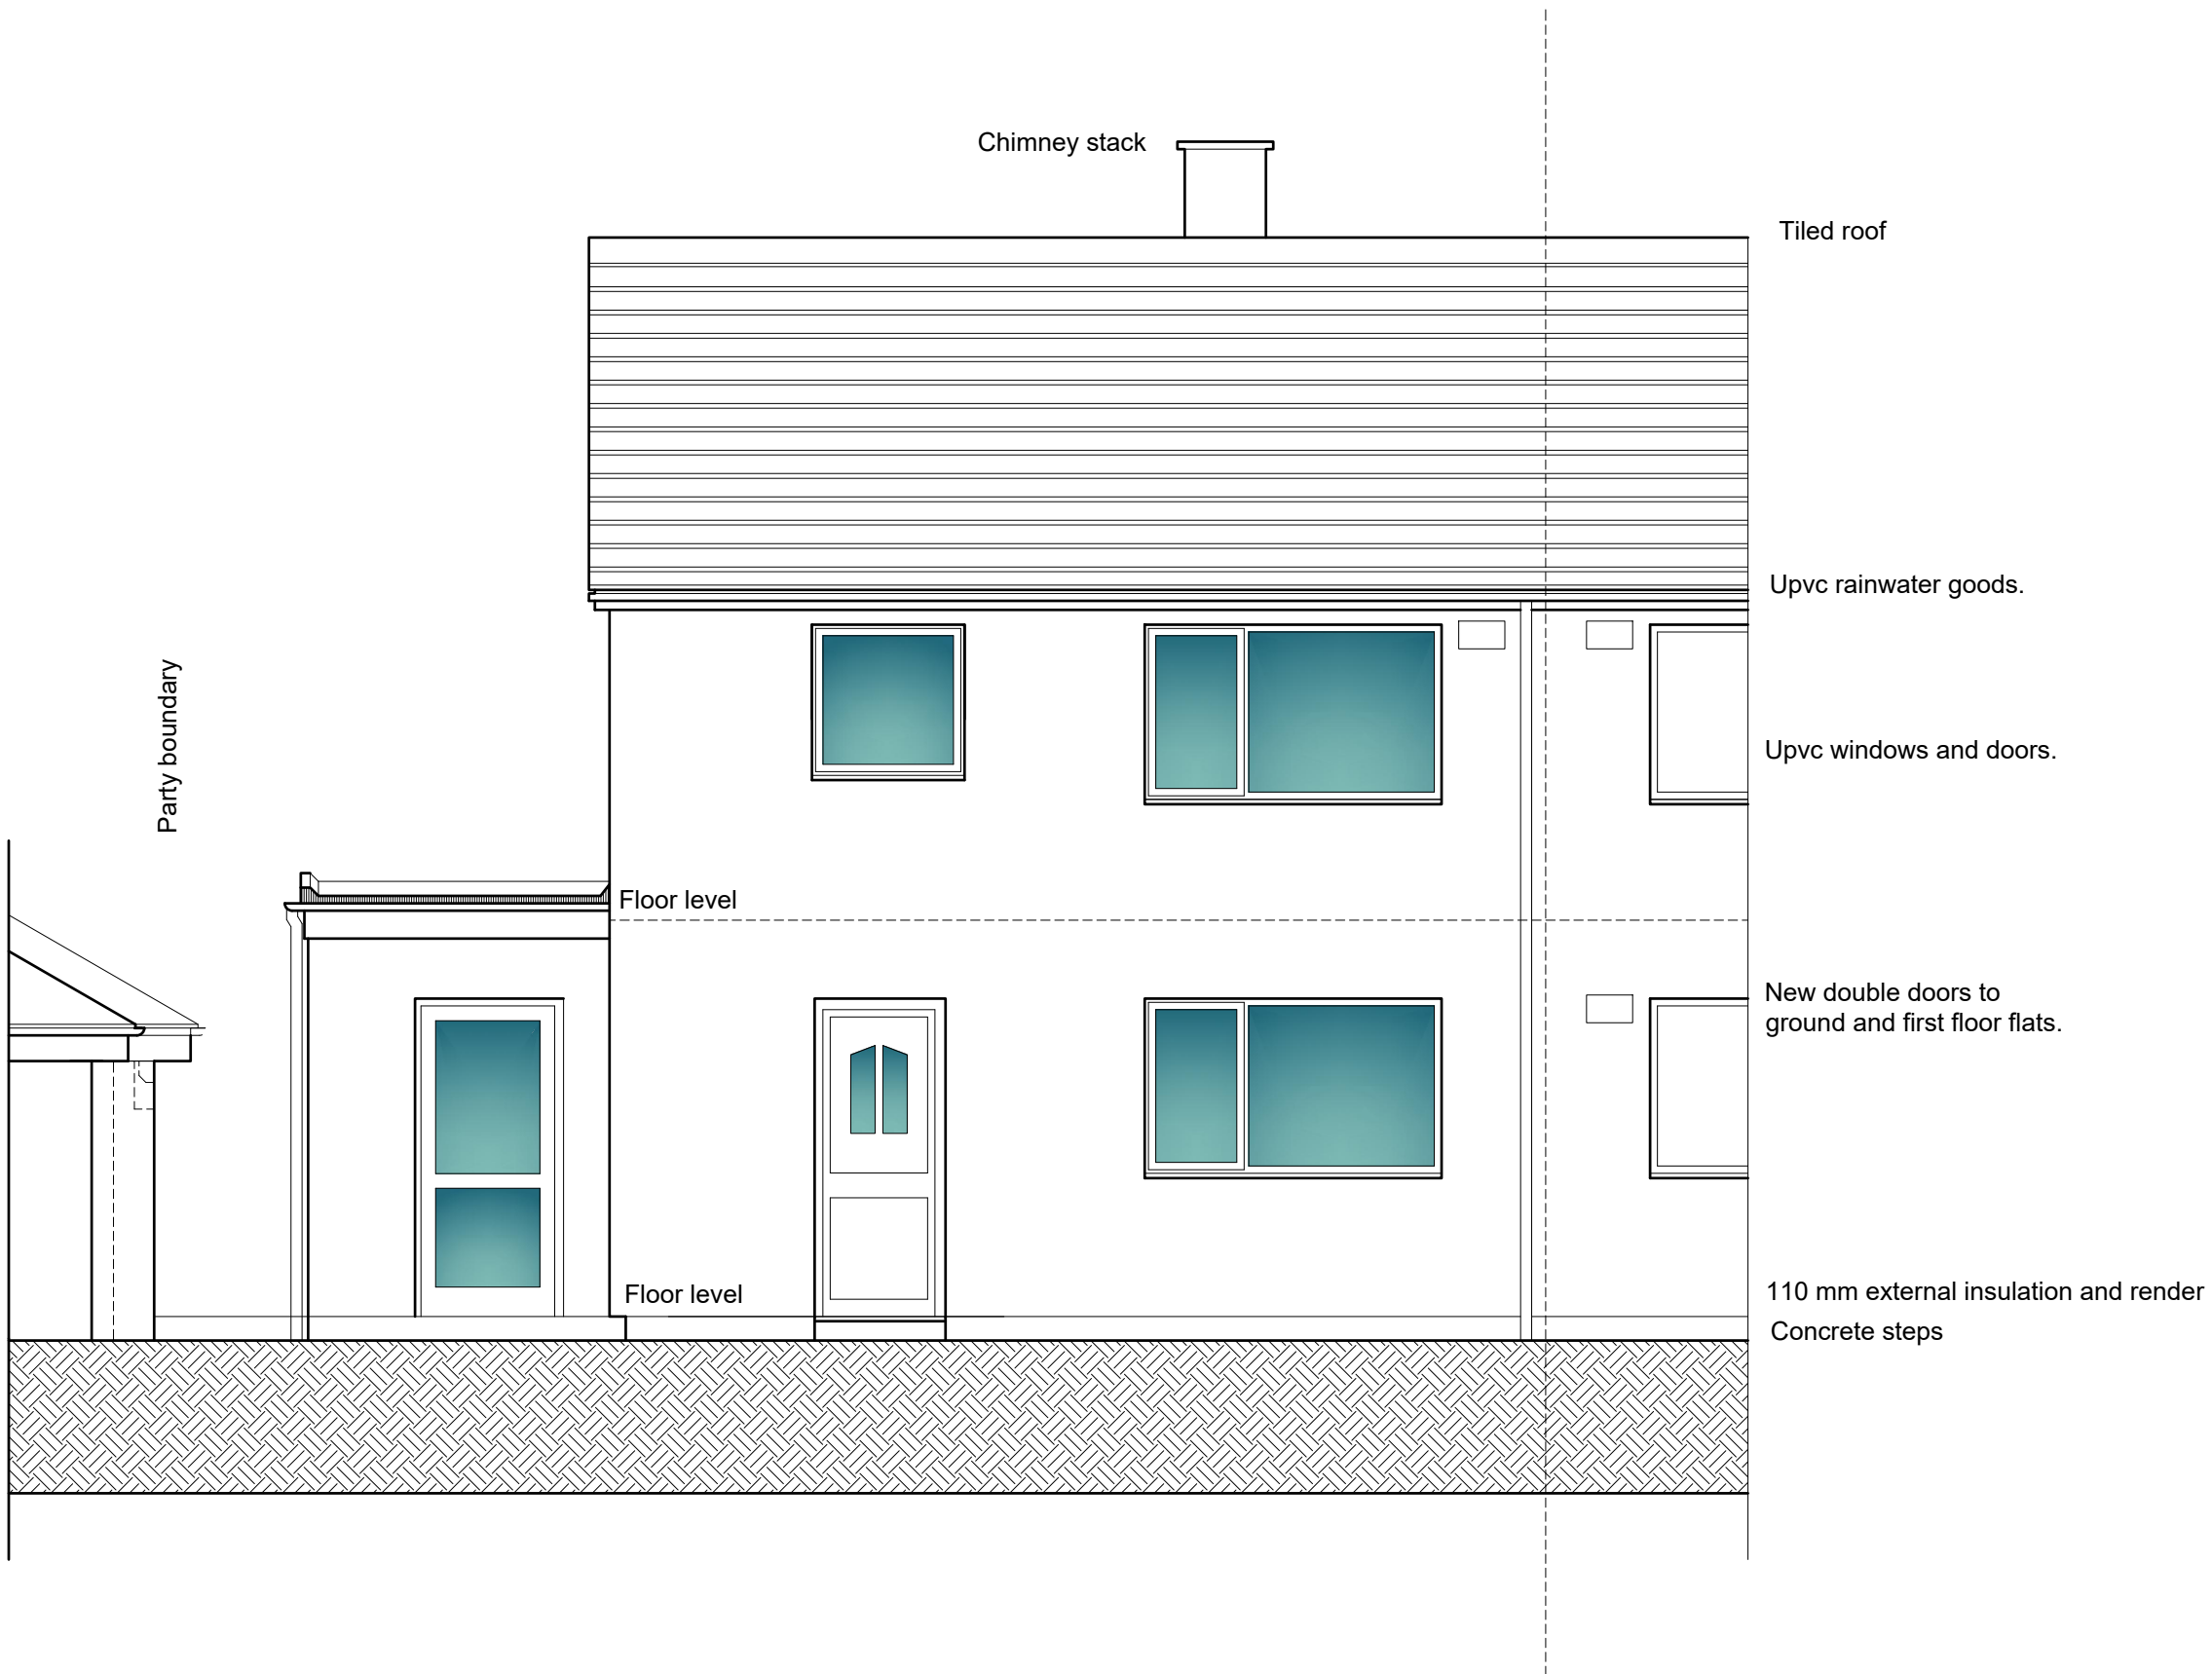 Chimney stack
Tiled roof
Upvc rainwater goods.
Party boundary
Upvc windows and doors.
Floor level
New double doors to
ground and first floor flats.
Floor level
110 mm external insulation and render
Concrete steps